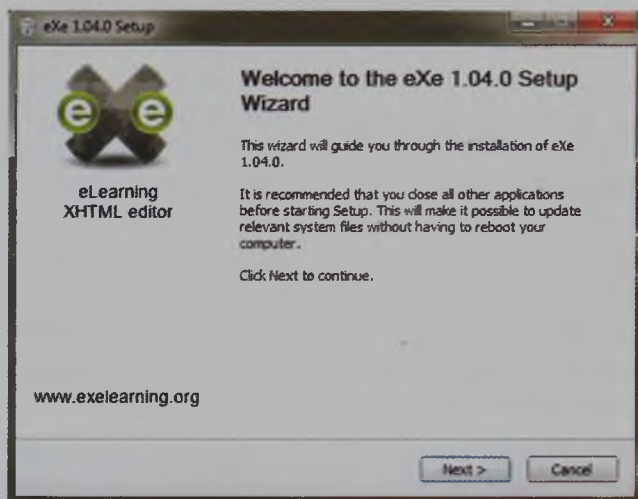 eXe 1.04.0 Setup
e e
eLearning
XHTML editor
www.exelearning.org
Welcome to the eXe 1.04.0 Setup
Wizard
This wizard will guide you through the installation of eXe
1.04.0.
It is recommended that you close all other applications
before starting Setup. This will make it possible to update
relevant system files without having to reboot your
computer.
Click Next to continue.
Next >
Cancel